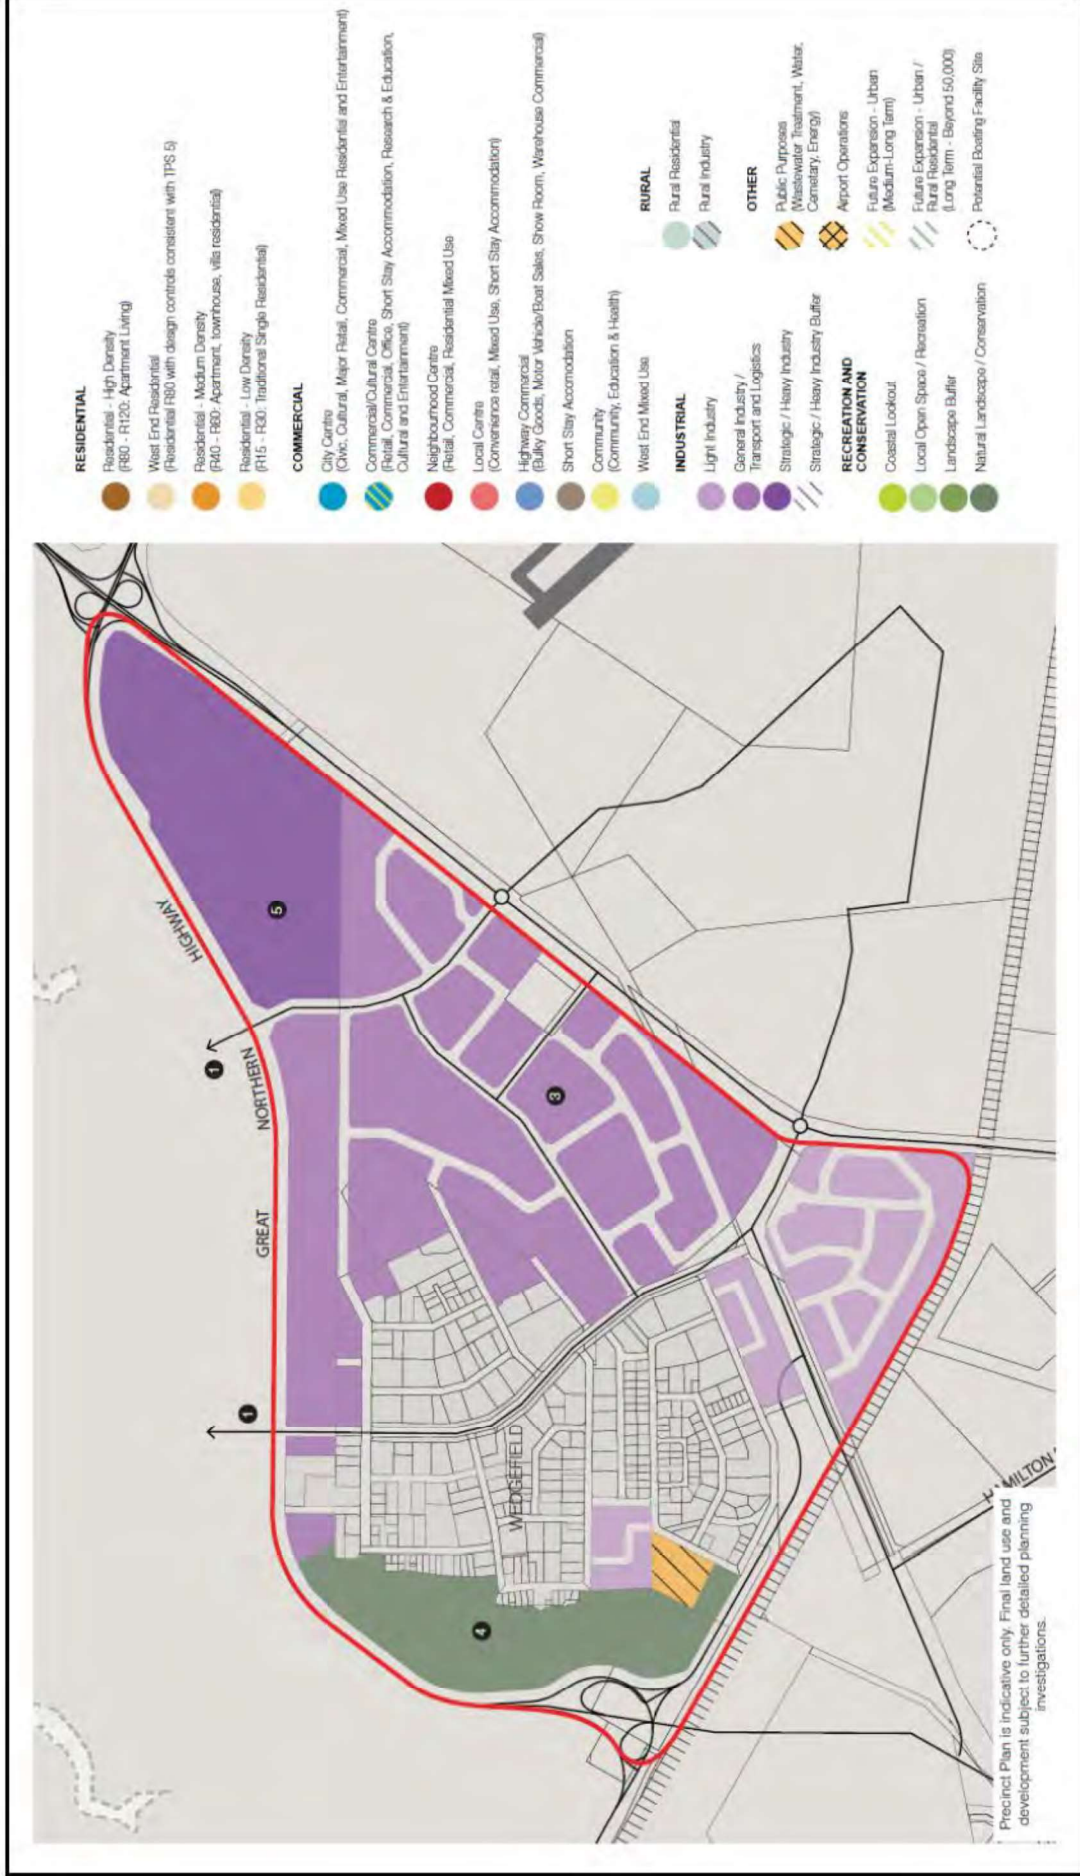 RESIDENTIAL
Residential - High Density
(R80 - R120: Apartment Living)
West End Residential
(Residential R80 with design controls consistent with TPS 5)
Residential - Medium Density
(R40 - R80: Apartment, townhouse, villa residential)
Residential - Low Density
(R15 - R30: Traditional Single Residential)
COMMERCIAL
City Centre
(Civic, Cultural, Major Retail, Commercial, Mixed Use Residential and Entertainment)
Commercial/Cultural Centre
(Retail, Commercial, Office, Short Stay Accommodation, Research & Education,
Cultural and Entertainment)
Neighbourhood Centre
(Retail, Commercial, Residential Mixed Use
Local Centre
(Convenience retail, Mixed Use, Short Stay Accommodation)
Highway Commercial
(Bulky Goods, Motor Vehicle/Boat Sales, Show Room, Warehouse Commercial)
Short Stay Accomodation
Community
(Community, Education & Health)
West End Mixed Use
INDUSTRIAL
Light Industry
General Industry /
Transport and Logistics
Strategic / Heavy Industry
Strategic / Heavy Industry Buffer
RECREATION AND
CONSERVATION
Coastal Lookout
Local Open Space / Recreation
Landscape Buffer
Natural Landscape / Conservation
RURAL
Rural Residential
Rural Industry
OTHER
Public Purposes
(Wastewater Treatment, Water,
Cemetary, Energy)
Airport Operations
Future Expansion - Urban
(Medium-Long Term)
Future Expansion - Urban /
Rural Residental
(Long Term - Beyond 50,000)
Potential Boating Facility Site
GREAT
NORTHERN
HIGHWAY
1
1
5
3
4
WEDGEFIELD
HAMILTON
Precinct Plan is indicative only. Final land use and
development subject to further detailed planning
investigations.